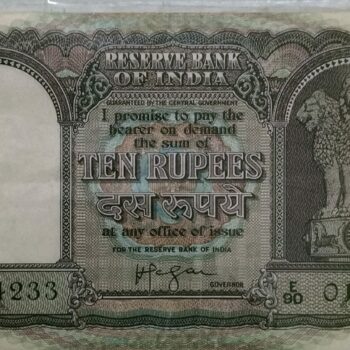 RESERVE BANK
OF INDIA
GUARANTEED BY THE CENTRAL GOVERNMENT
I promise to pay the
bearer on demand
the sum of
TEN RUPEES
दस रूपये
at any office of issue
FOR THE RESERVE BANK OF INDIA
GOVERNOR
4233 E/90 01